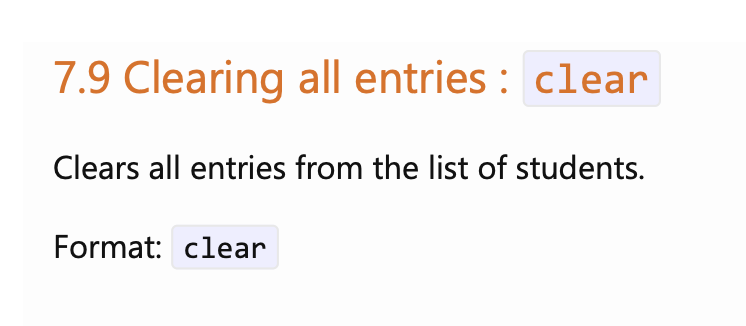 7.9 Clearing all entries : clear
Clears all entries from the list of students.
Format: clear